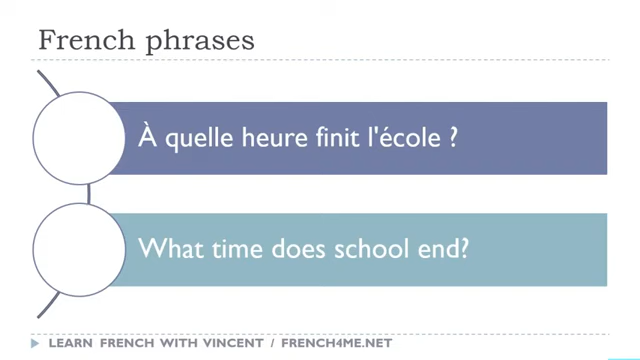 French phrases
À quelle heure finit l'école ?
What time does school end?
LEARN FRENCH WITH VINCENT / FRENCH4ME.NET